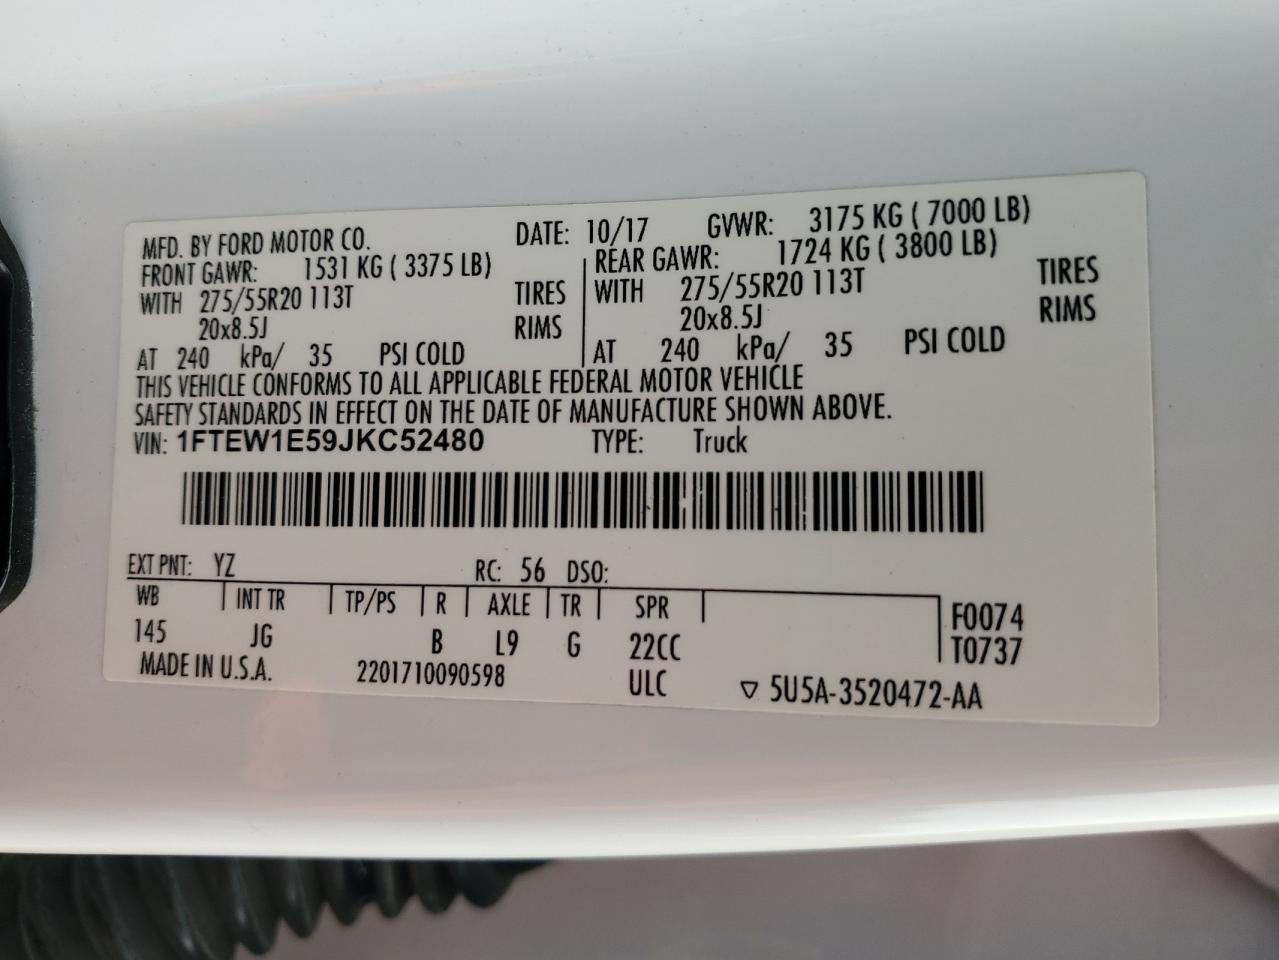 MFD. BY FORD MOTOR CO. DATE: 10/17 GVWR: 3175 KG ( 7000 LB)
FRONT GAWR: 1531 KG ( 3375 LB) REAR GAWR: 1724 KG ( 3800 LB)
WITH 275/55R20 113T TIRES WITH 275/55R20 113T TIRES
20x8.5J RIMS 20x8.5J RIMS
AT 240 kPa/ 35 PSI COLD AT 240 kPa/ 35 PSI COLD
THIS VEHICLE CONFORMS TO ALL APPLICABLE FEDERAL MOTOR VEHICLE
SAFETY STANDARDS IN EFFECT ON THE DATE OF MANUFACTURE SHOWN ABOVE.
VIN: 1FTEW1E59JKC52480 TYPE: Truck
EXT PNT: YZ RC: 56 DSO:
WB INT TR TP/PS R AXLE TR SPR F0074
145 JG B L9 G 22CC T0737
MADE IN U.S.A. 2201710090598 ULC ▽ 5U5A-3520472-AA